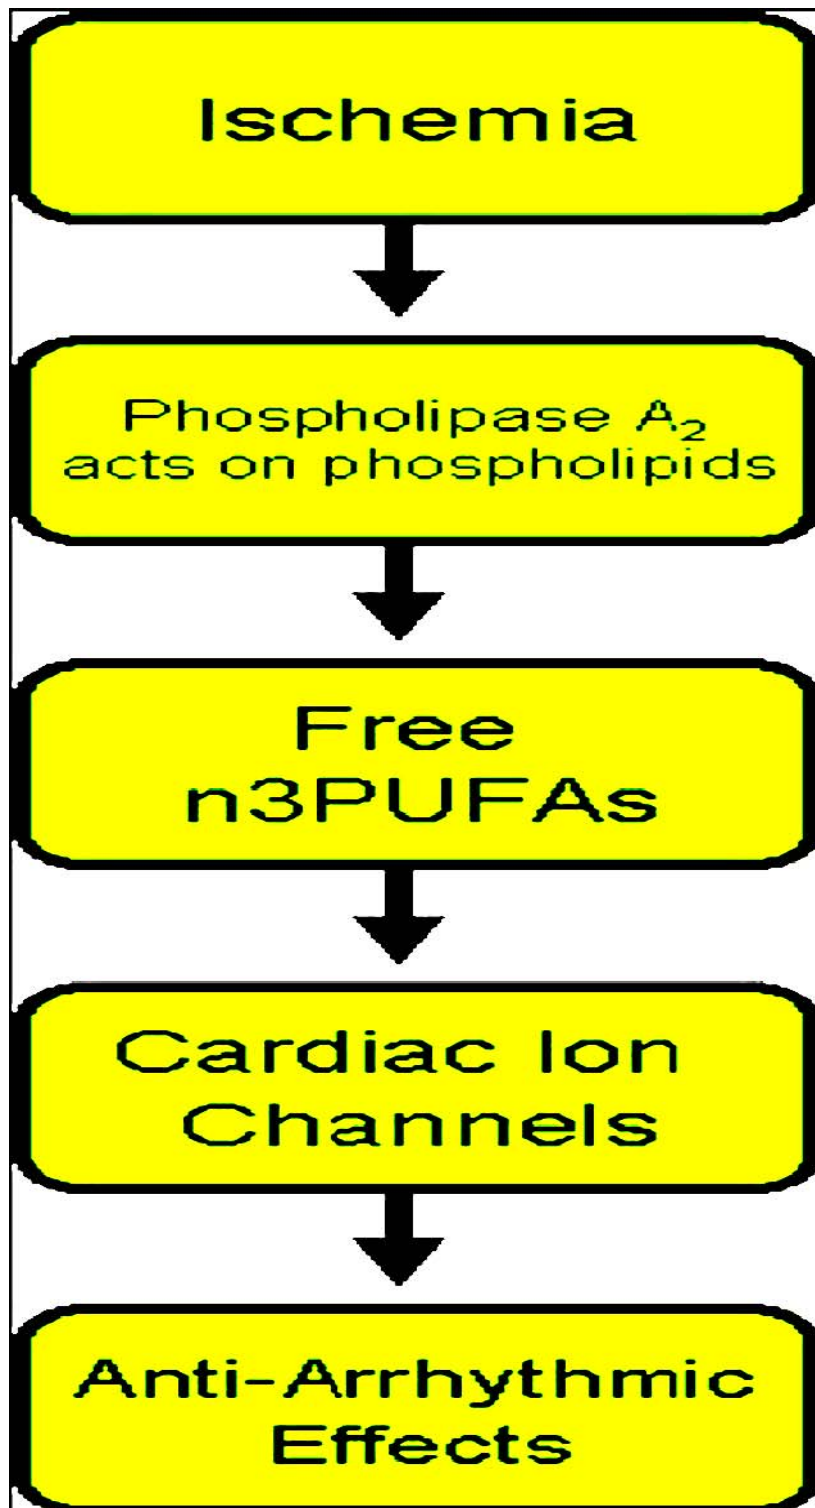 Ischemia
Phospholipase A₂
acts on phospholipids
Free
n3PUFAs
Cardiac Ion
Channels
Anti-Arrhythmic
Effects